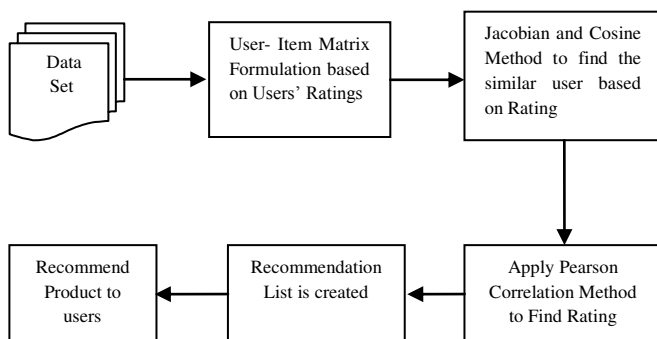 Data
Set
User- Item Matrix
Formulation based
on Users’ Ratings
Jacobian and Cosine
Method to find the
similar user based
on Rating
Recommend
Product to
users
Recommendation
List is created
Apply Pearson
Correlation Method
to Find Rating